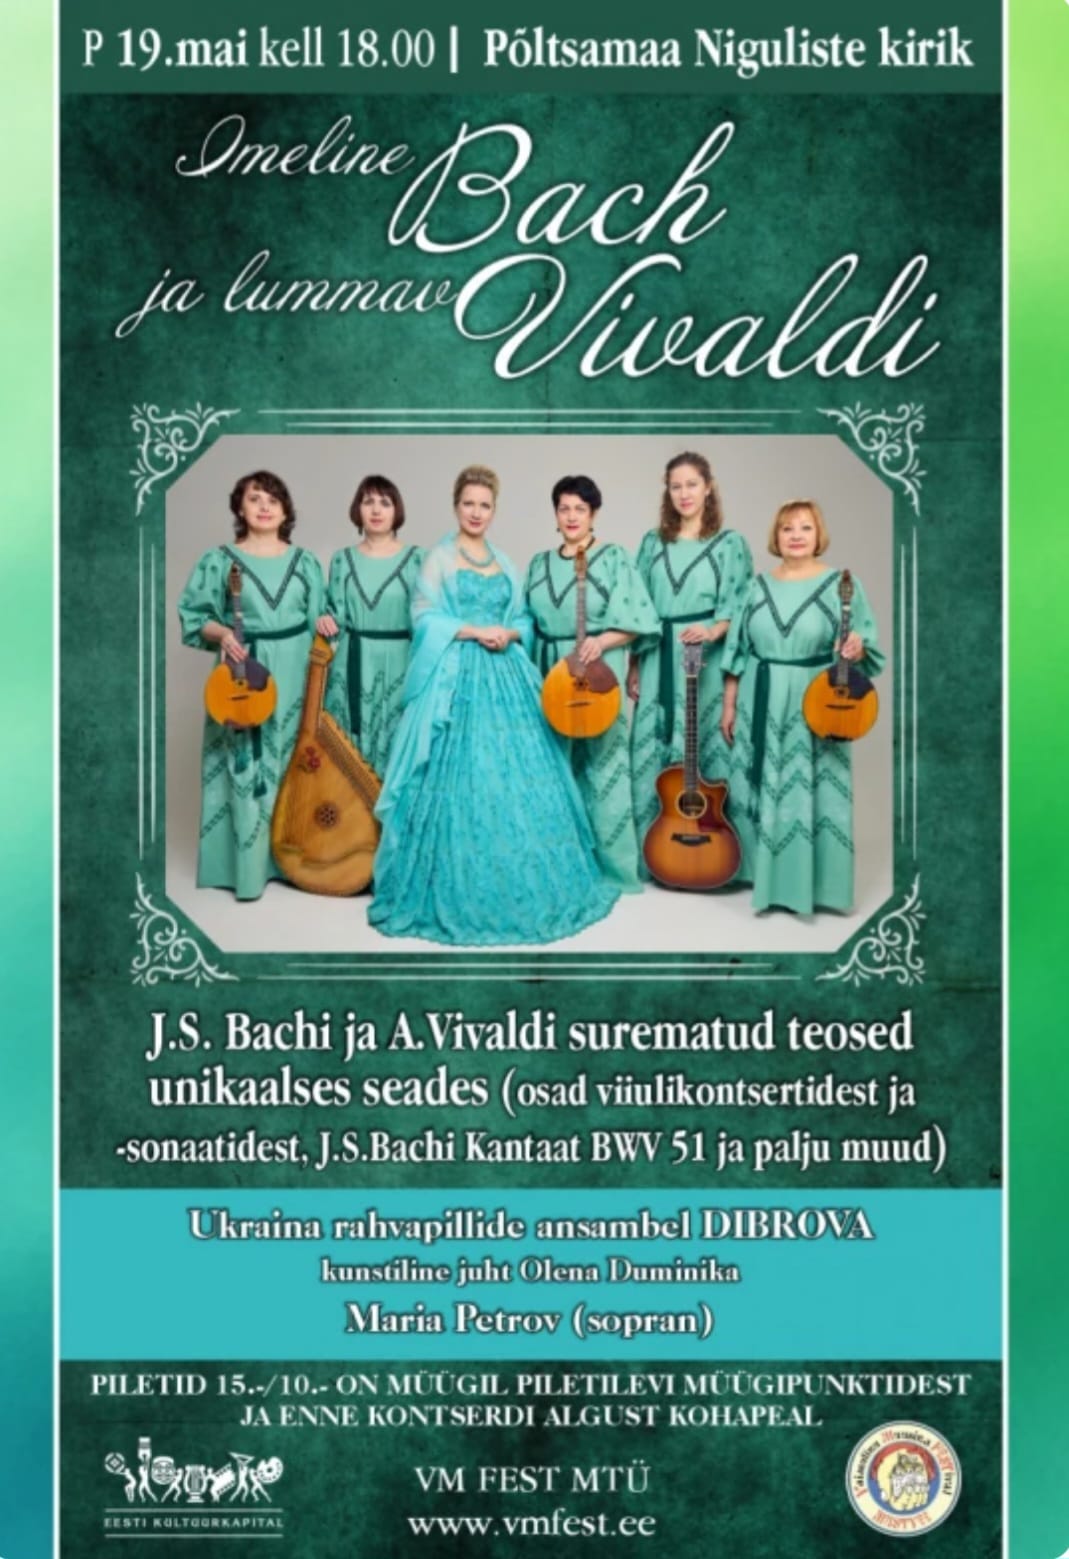 P 19.mai kell 18.00 | Põltsamaa Niguliste kirik
Imeline Bach
ja lummav Vivaldi
J.S. Bachi ja A.Vivaldi surematud teosed
unikaalses seades (osad viiulikontsertidest ja
-sonaatidest, J.S.Bachi Kantaat BWV 51 ja palju muud)
Ukraina rahvapillide ansambel DIBROVA
kunstiline juht Olena Duminika
Maria Petrov (sopran)
PILETID 15.-/10.- ON MÜÜGIL PILETILEVI MÜÜGIPUNKTIDEST
JA ENNE KONTSERDI ALGUST KOHAPEAL
EESTI KULTUURKAPITAL
VM FEST MTÜ
www.vmfest.ee
Vaimuliku Muusika FESTival